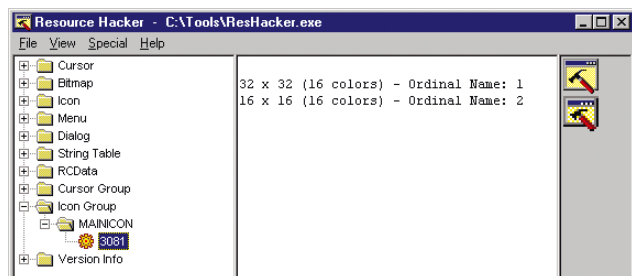 Resource Hacker - C:\Tools\ResHacker.exe
File View Special Help
Cursor
Bitmap
Icon
Menu
Dialog
String Table
RCData
Cursor Group
Icon Group
MAINICON
3081
Version Info
32 x 32 (16 colors) - Ordinal Name: 1
16 x 16 (16 colors) - Ordinal Name: 2